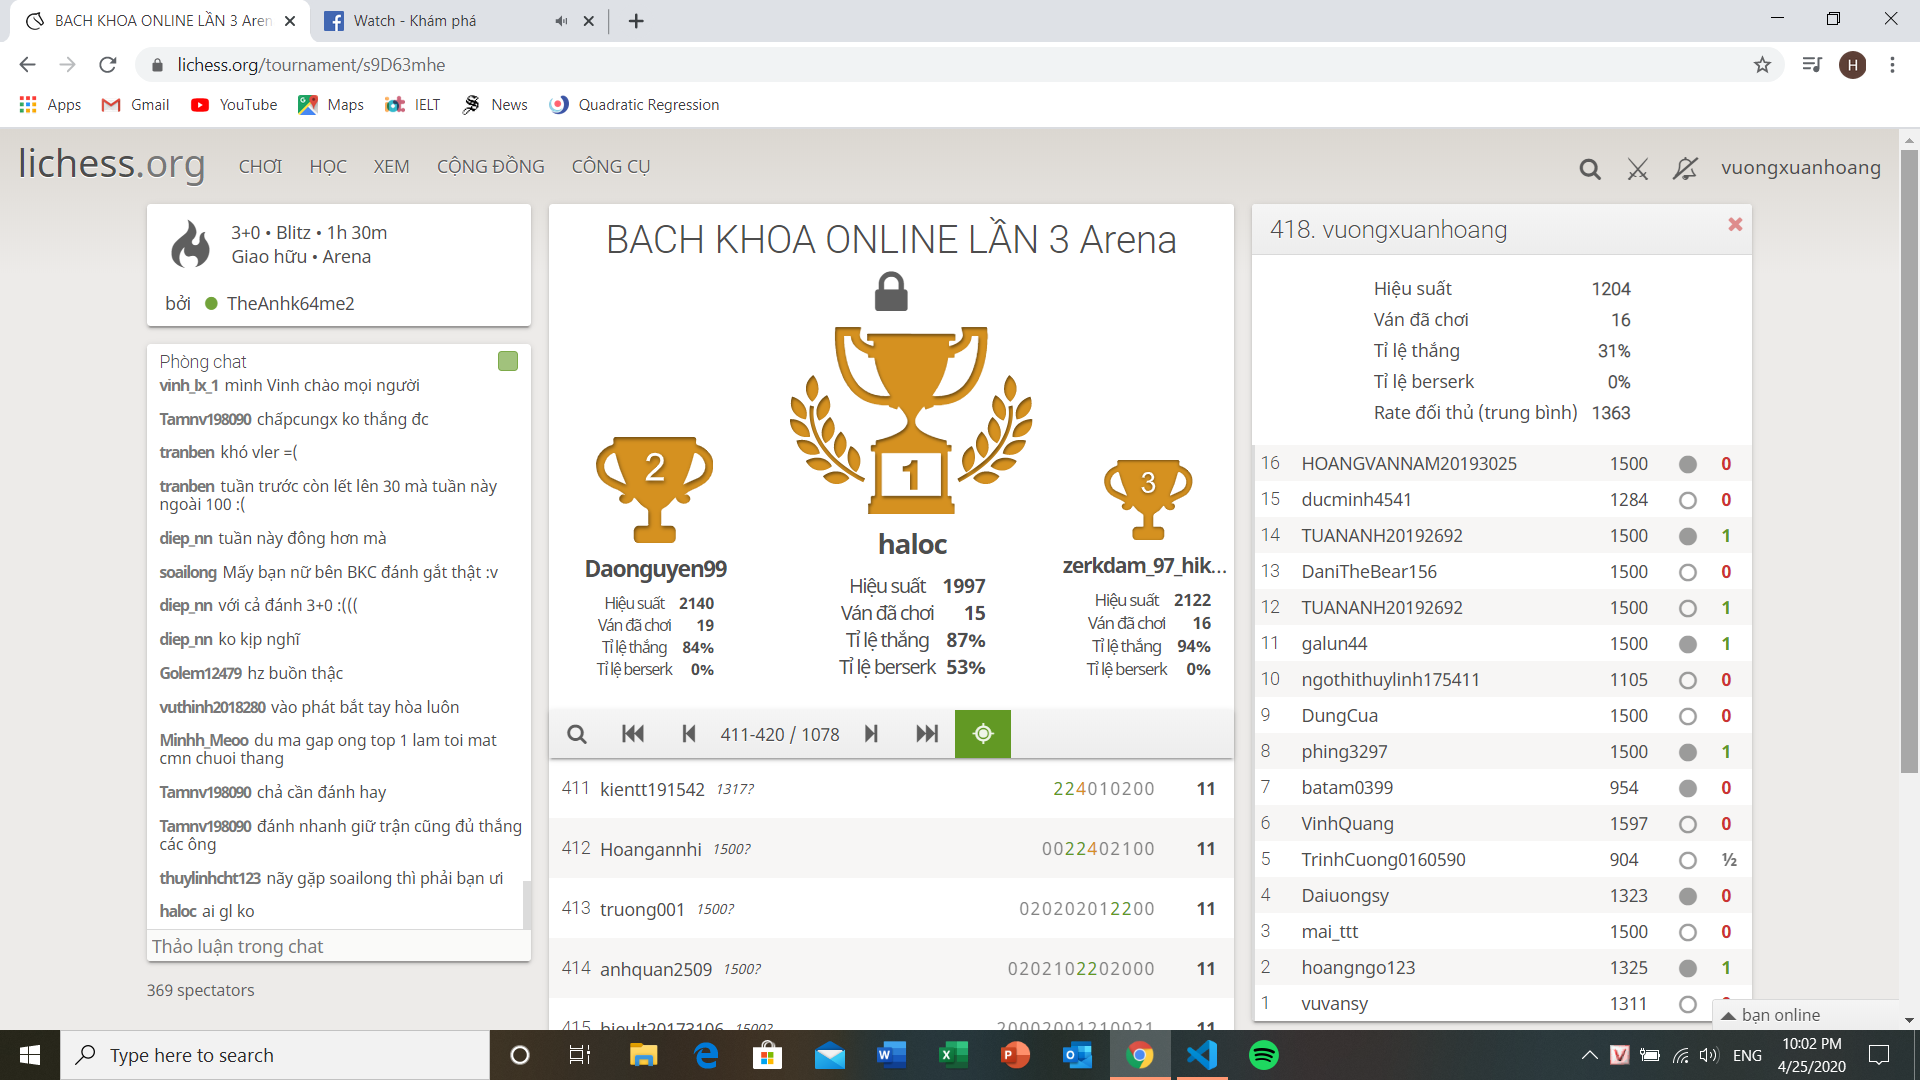 BACH KHOA ONLINE LẦN 3 Aren
Watch - Khám phá
lichess.org/tournament/s9D63mhe
H
Apps
Gmail
YouTube
Maps
IELT
News
Quadratic Regression
lichess.org
CHƠI
HỌC
XEM
CỘNG ĐỒNG
CÔNG CỤ
vuongxuanhoang
3+0 • Blitz • 1h 30m
Giao hữu • Arena
bởi TheAnhk64me2
Phòng chat
vinh_lx_1 mình Vinh chào mọi người
Tamnv198090 chấpcungx ko thắng đc
tranben khó vler =(
tranben tuần trước còn lết lên 30 mà tuần này
ngoài 100 :(
diep_nn tuần này đông hơn mà
soailong Mấy bạn nữ bên BKC đánh gắt thật :v
diep_nn với cả đánh 3+0 :(((
diep_nn ko kịp nghĩ
Golem12479 hz buồn thậc
vuthinh2018280 vào phát bắt tay hòa luôn
Minhh_Meoo du ma gap ong top 1 lam toi mat
cmn chuoi thang
Tamnv198090 chả cần đánh hay
Tamnv198090 đánh nhanh giữ trận cũng đủ thắng
các ông
thuylinhcht123 nãy gặp soailong thì phải bạn ưi
haloc ai gl ko
Thảo luận trong chat
369 spectators
BACH KHOA ONLINE LẦN 3 Arena
2
Daonguyen99
Hiệu suất 2140
Ván đã chơi 19
Tỉ lệ thắng 84%
Tỉ lệ berserk 0%
1
haloc
Hiệu suất 1997
Ván đã chơi 15
Tỉ lệ thắng 87%
Tỉ lệ berserk 53%
3
zerkdam_97_hik...
Hiệu suất 2122
Ván đã chơi 16
Tỉ lệ thắng 94%
Tỉ lệ berserk 0%
411-420 / 1078
411 kientt191542 1317? 224010200 11
412 Hoangannhi 1500? 0022402100 11
413 truong001 1500? 020202012200 11
414 anhquan2509 1500? 0202102202000 11
415 hieult20173106 1500? 20002001210021 11
418. vuongxuanhoang
Hiệu suất 1204
Ván đã chơi 16
Tỉ lệ thắng 31%
Tỉ lệ berserk 0%
Rate đối thủ (trung bình) 1363
16 HOANGVANNAM20193025 1500 0
15 ducminh4541 1284 0
14 TUANANH20192692 1500 1
13 DaniTheBear156 1500 0
12 TUANANH20192692 1500 1
11 galun44 1500 1
10 ngothithuylinh175411 1105 0
9 DungCua 1500 0
8 phing3297 1500 1
7 batam0399 954 0
6 VinhQuang 1597 0
5 TrinhCuong0160590 904 ½
4 Daiuongsy 1323 0
3 mai_ttt 1500 0
2 hoangngo123 1325 1
1 vuvansy 1311
bạn online
Type here to search
ENG
10:02 PM
4/25/2020